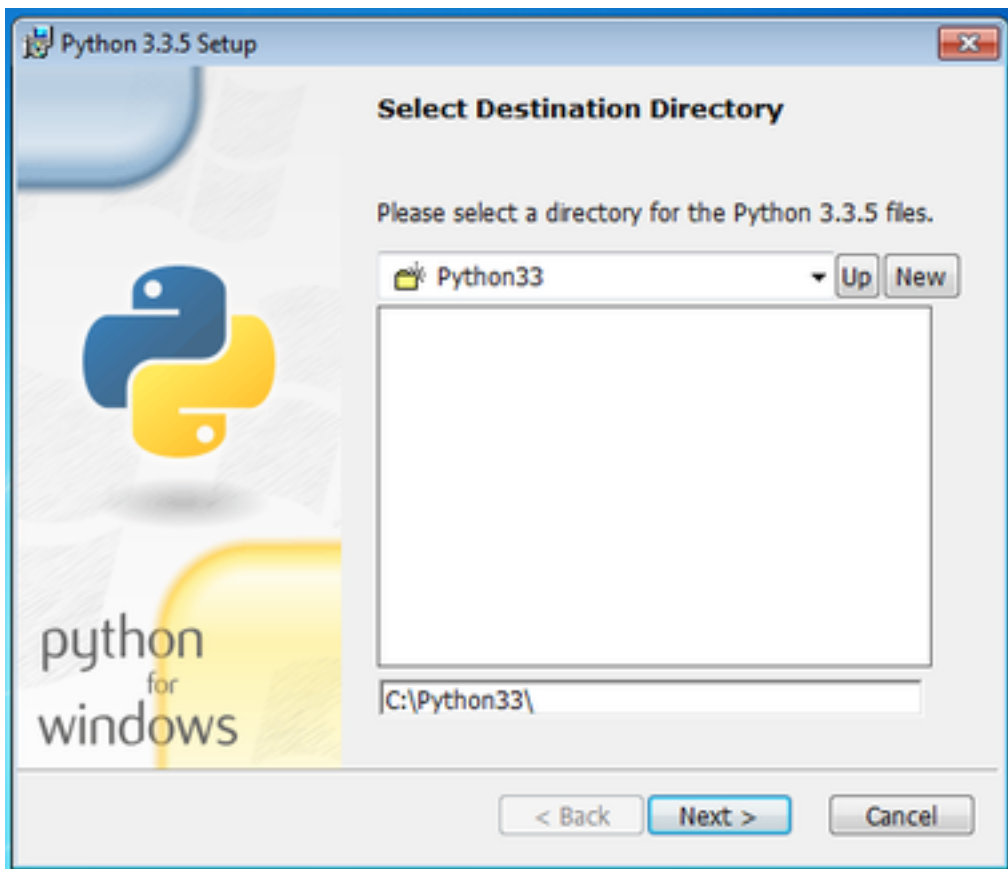 Python 3.3.5 Setup
Select Destination Directory
Please select a directory for the Python 3.3.5 files.
Python33
Up
New
C:\Python33\
python
for
windows
< Back
Next >
Cancel